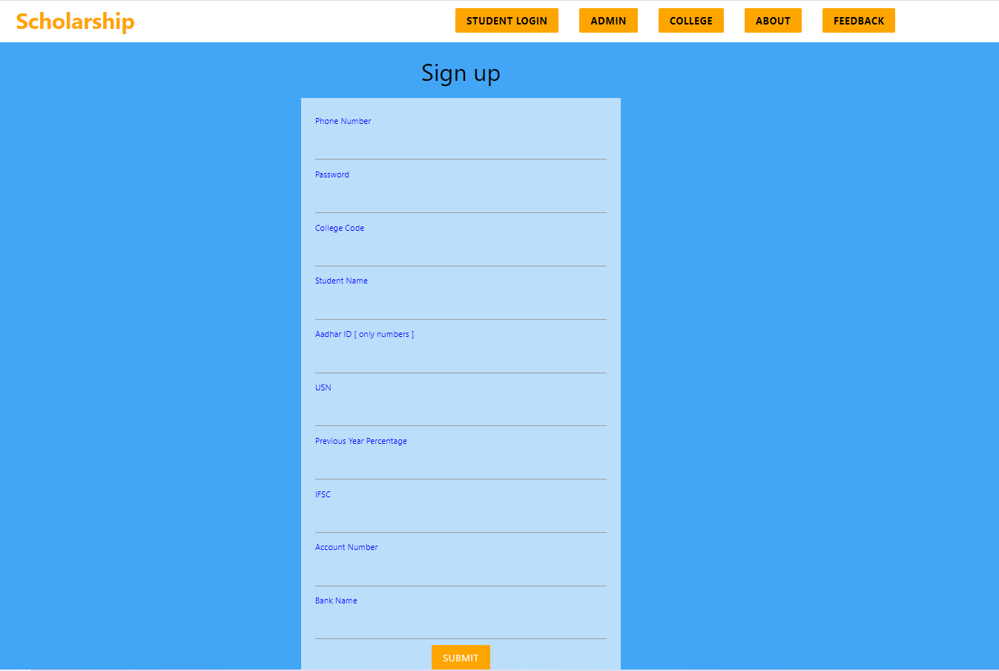 Scholarship
STUDENT LOGIN ADMIN COLLEGE ABOUT FEEDBACK
Sign up
Phone Number
Password
College Code
Student Name
Aadhar ID [ only numbers ]
USN
Previous Year Percentage
IFSC
Account Number
Bank Name
SUBMIT